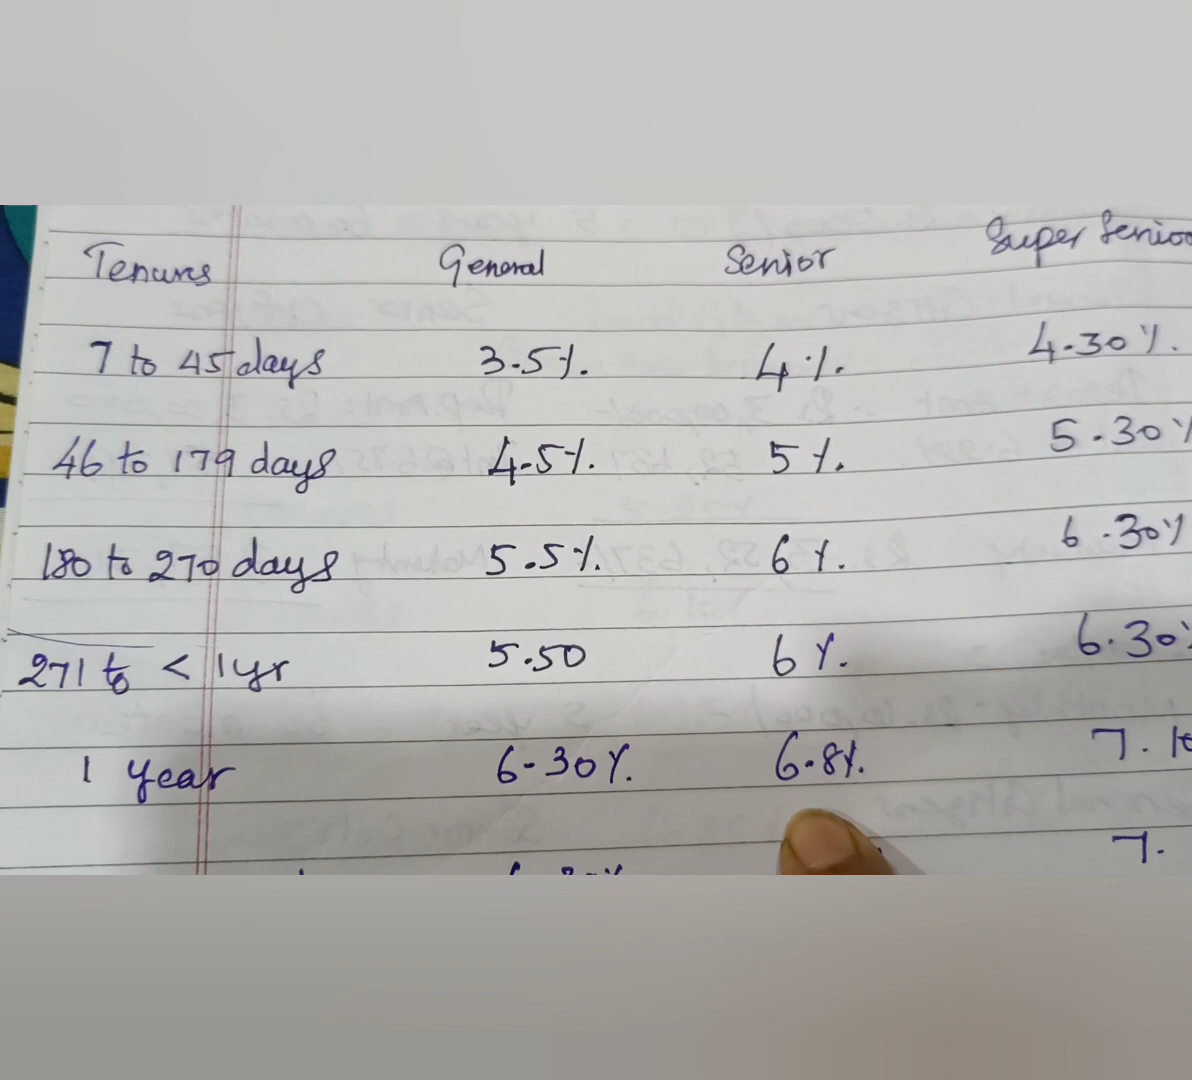 Tenures General Senior Super Senior
7 to 45 days 3.5% 4% 4.30%
46 to 179 days 4.5% 5% 5.30%
180 to 270 days 5.5% 6% 6.30%
271 to < 1yr 5.50 6% 6.30%
1 year 6.30% 6.8% 7.10
7.